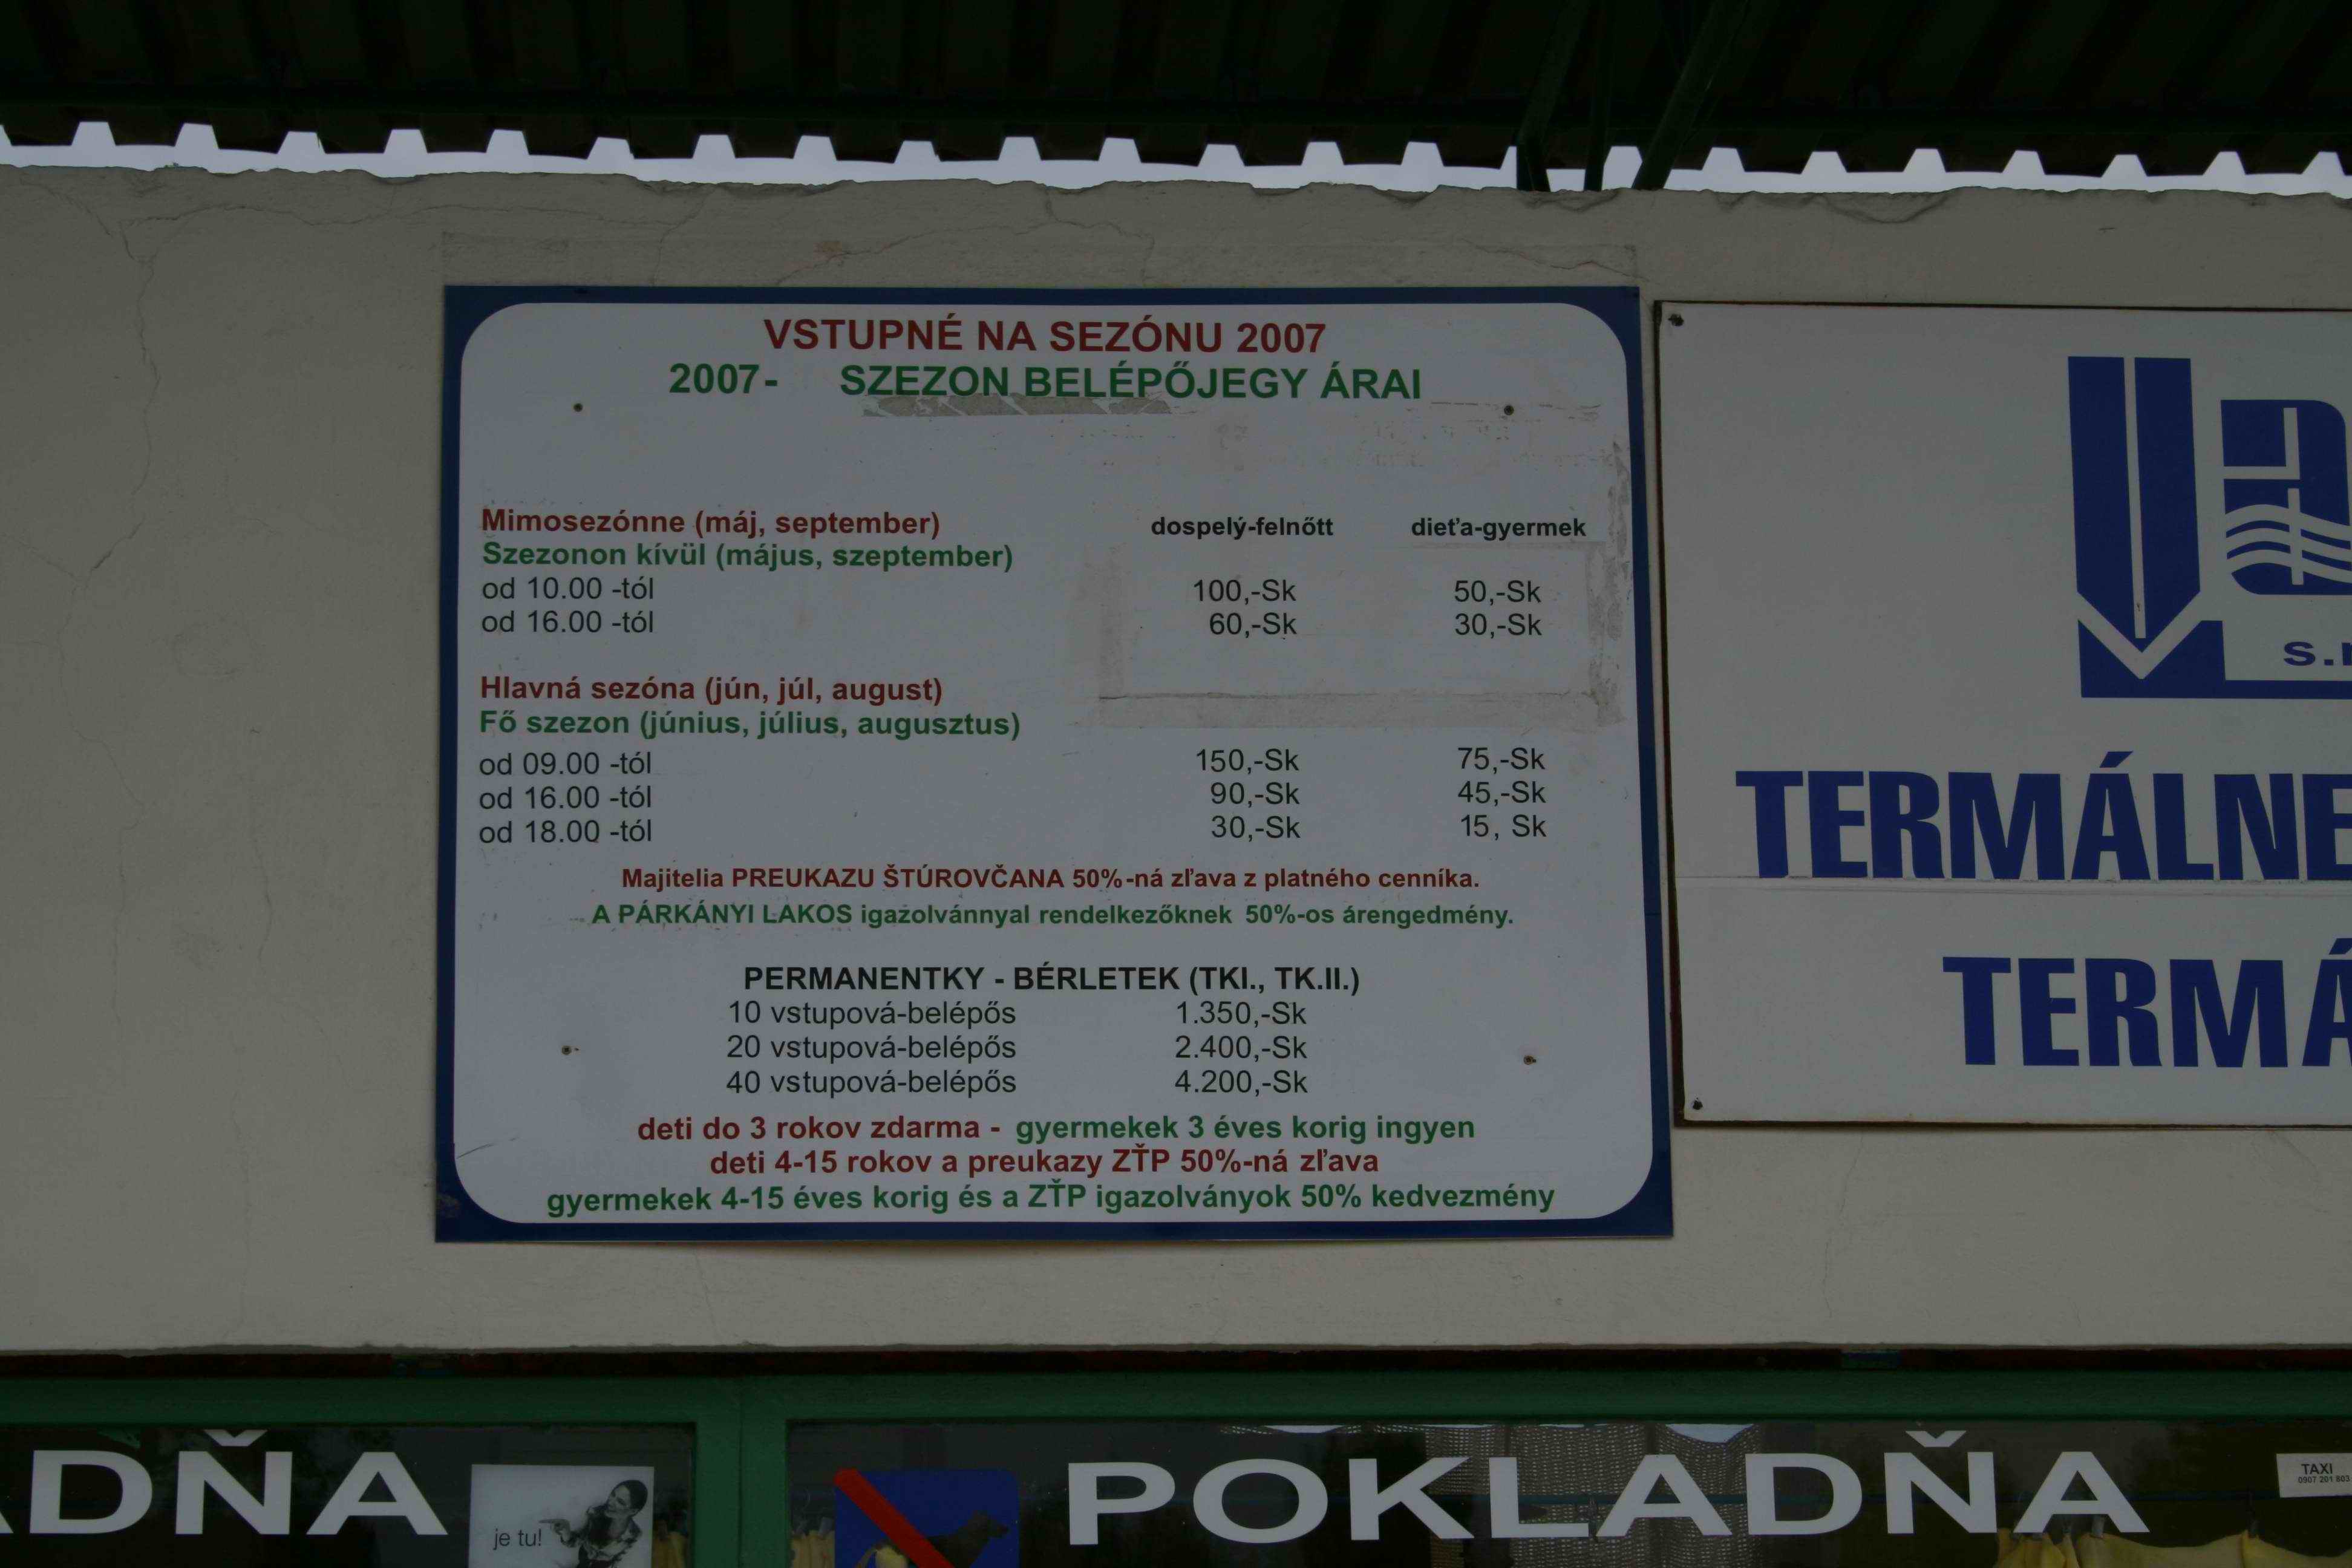 VSTUPNÉ NA SEZÓNU 2007
2007- SZEZON BELÉPŐJEGY ÁRAI
Mimosezónne (máj, september) dospelý-felnőtt dieťa-gyermek
Szezonon kívül (május, szeptember)
od 10.00 -tól 100,-Sk 50,-Sk
od 16.00 -tól 60,-Sk 30,-Sk
Hlavná sezóna (jún, júl, august)
Fő szezon (június, július, augusztus)
od 09.00 -tól 150,-Sk 75,-Sk
od 16.00 -tól 90,-Sk 45,-Sk
od 18.00 -tól 30,-Sk 15, Sk
Majitelia PREUKAZU ŠTÚROVČANA 50%-ná zľava z platného cenníka.
A PÁRKÁNYI LAKOS igazolvánnyal rendelkezőknek 50%-os árengedmény.
PERMANENTKY - BÉRLETEK (TKI., TK.II.)
10 vstupová-belépős 1.350,-Sk
20 vstupová-belépős 2.400,-Sk
40 vstupová-belépős 4.200,-Sk
deti do 3 rokov zdarma - gyermekek 3 éves korig ingyen
deti 4-15 rokov a preukazy ZŤP 50%-ná zľava
gyermekek 4-15 éves korig és a ZŤP igazolványok 50% kedvezmény
s.r
TERMÁLNE
TERMÁ
ADŇA
je tu!
POKLADŇA
TAXI
0907 201 803